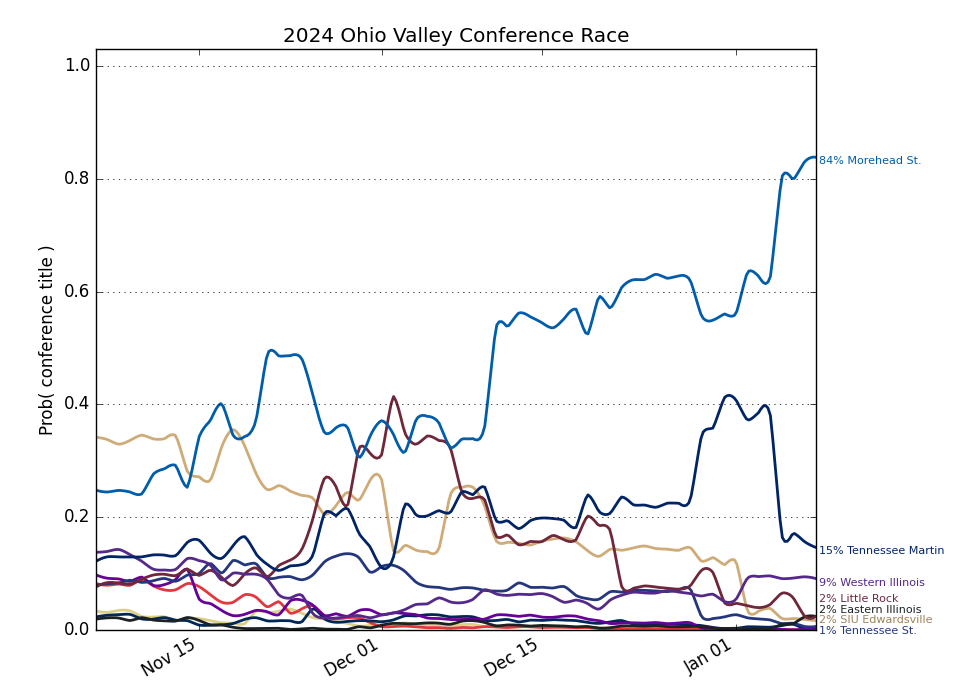 2024 Ohio Valley Conference Race
Prob( conference title )
1.0
0.8
0.6
0.4
0.2
0.0
Nov 15
Dec 01
Dec 15
Jan 01
84% Morehead St.
15% Tennessee Martin
9% Western Illinois
2% Little Rock
2% Eastern Illinois
2% SIU Edwardsville
1% Tennessee St.